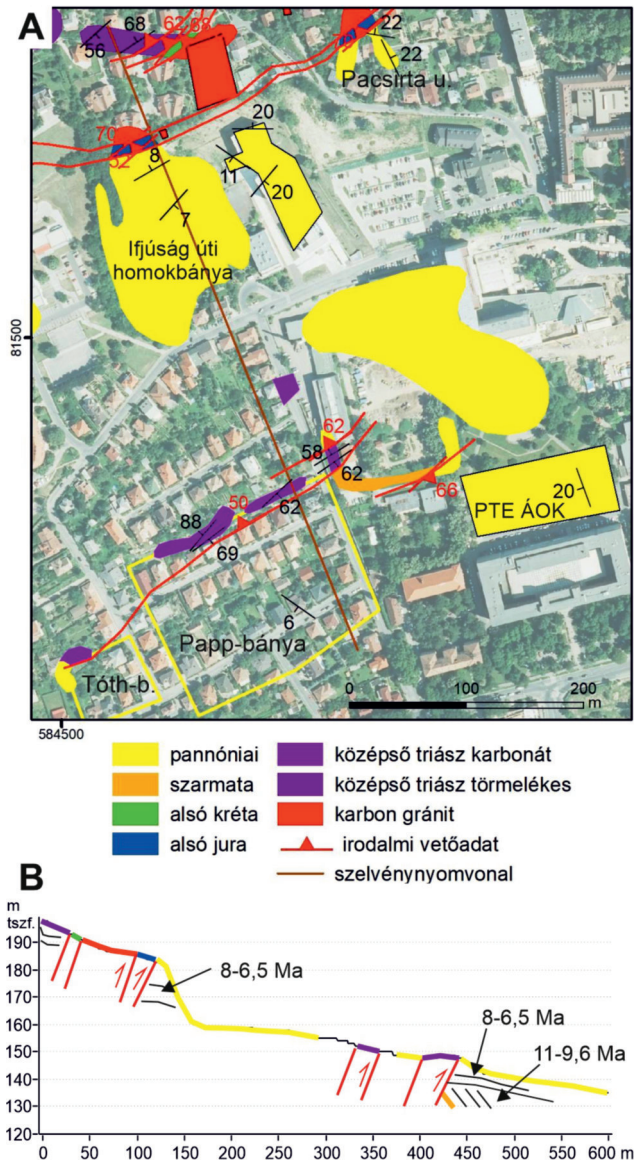 A
68
62
68
56
22
22
Pacsirta u.
70
52
8
20
11
20
7
Ifjúság úti
homokbánya
81500
62
58
62
66
50
62
88
69
20
PTE ÁOK
6
Papp-bánya
Tóth-b.
0 100 200
m
584500
pannóniai
szarmata
alsó kréta
alsó jura
középső triász karbonát
középső triász törmelékes
karbon gránit
irodalmi vetőadat
szelvénynyomvonal
B
m
tszf.
190
180
170
160
150
140
130
120
8-6,5 Ma
8-6,5 Ma
11-9,6 Ma
0 50 100 150 200 250 300 350 400 450 500 550 600 m